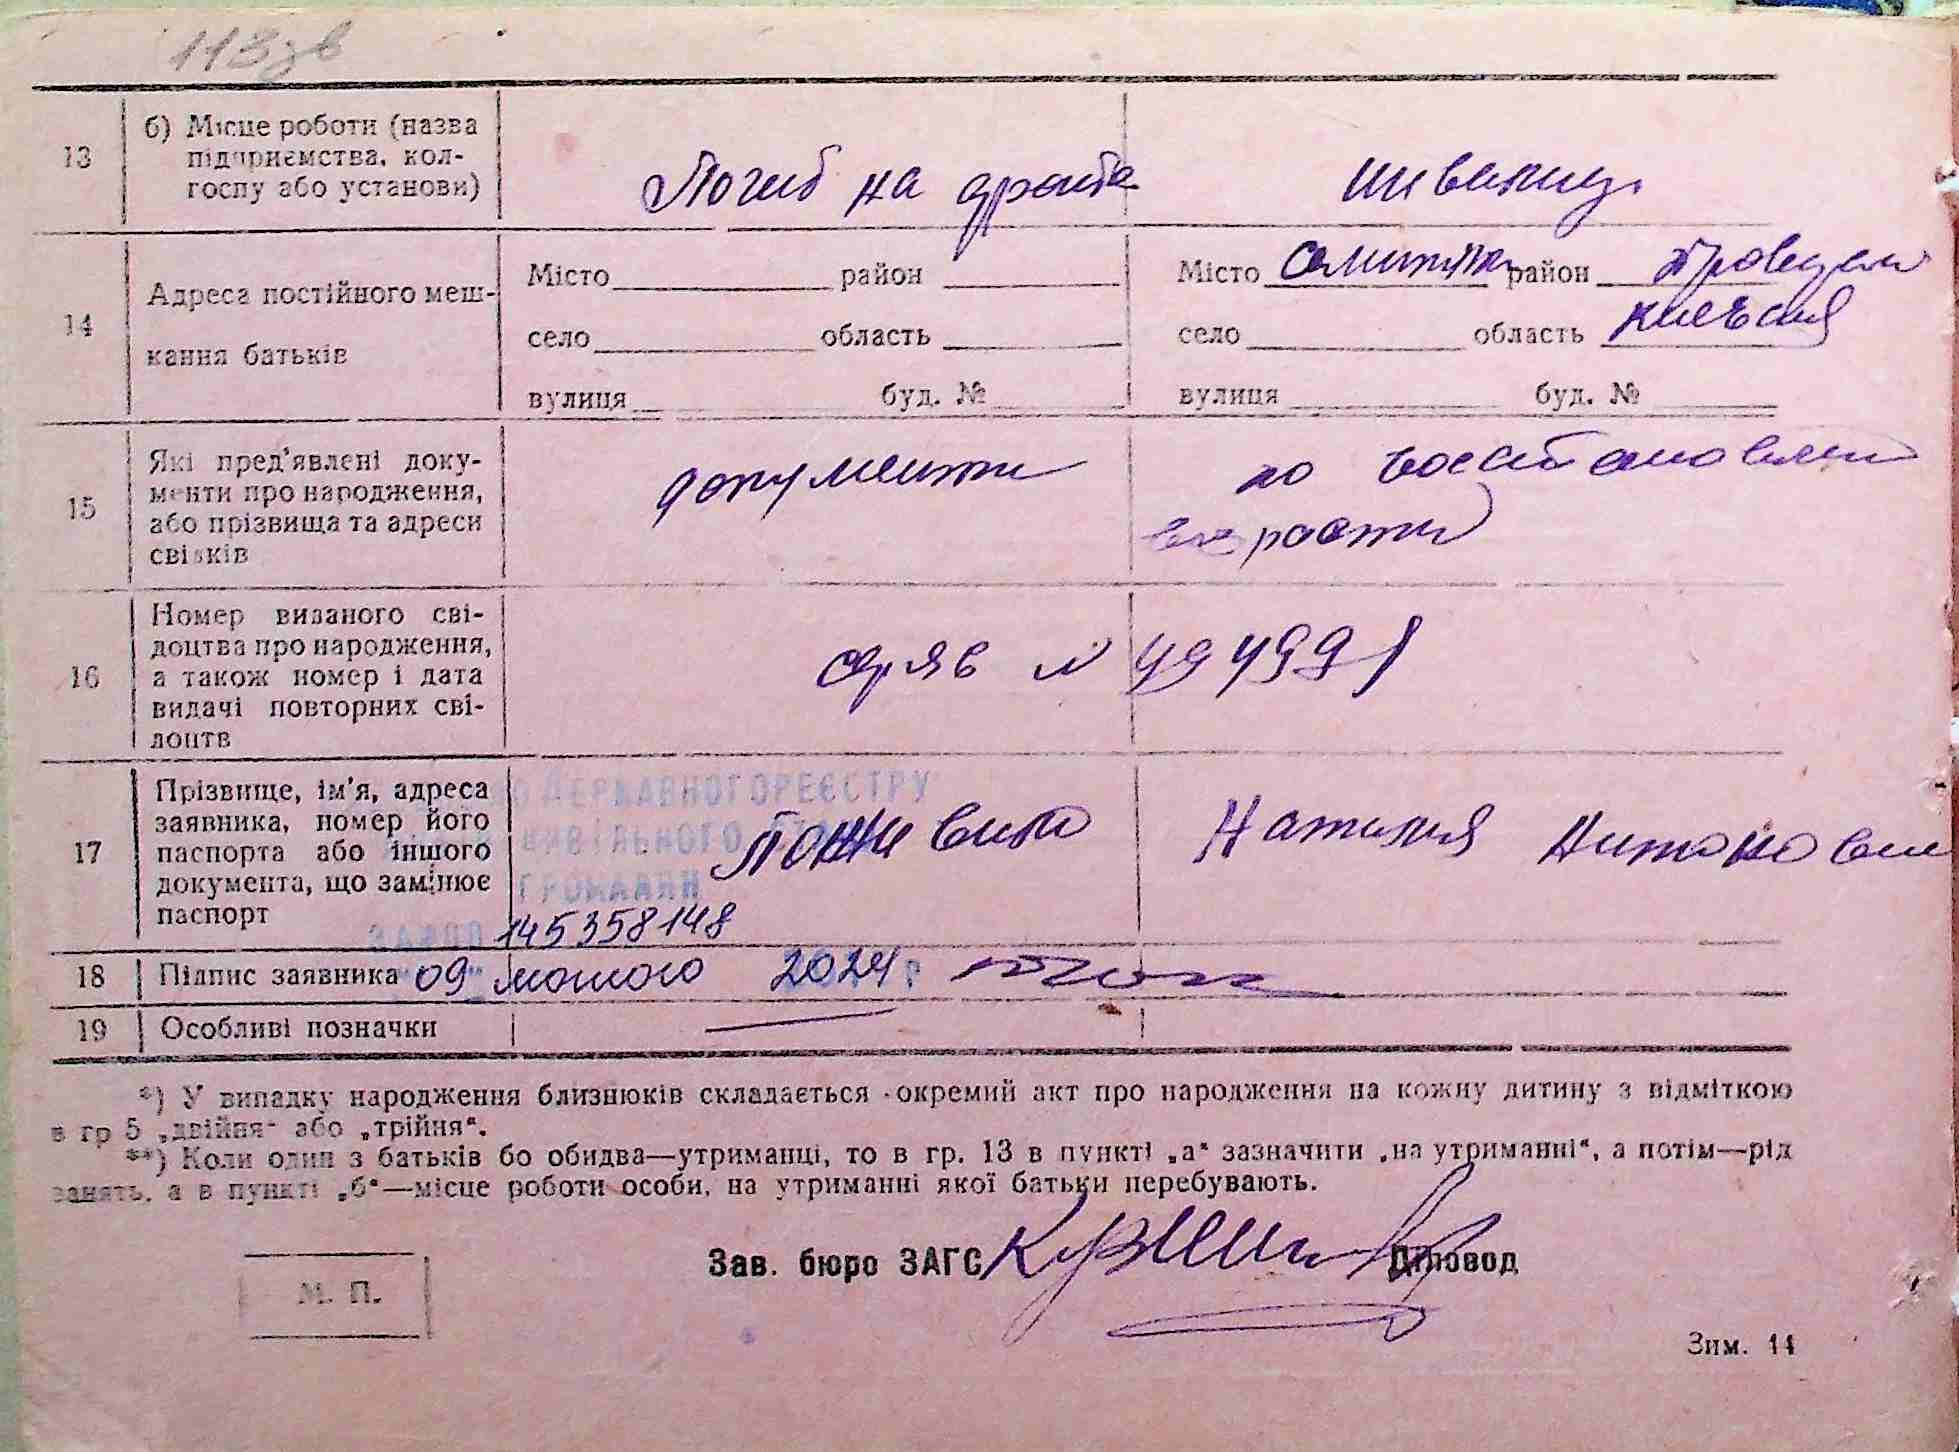 113зв
13
б) Місце роботи (назва
підприємства, кол-
госпу або установи)
Погиб на фронте
14
Адреса постійного меш-
кання батьків
Місто район
село область
вулиця буд. №
Місто район
село область Киевская
вулиця буд. №
15
Які пред'явлені доку-
менти про народження,
або прізвища та адреси
свідків
документи по
16
Номер виданого сві-
доцтва про народження,
а також номер і дата
видачі повторних сві-
доцтв
17
Прізвище, ім'я, адреса
заявника, номер його
паспорта або іншого
документа, що замінює
паспорт
ДЕРЖАВНОГО РЕЄСТРУ
ЦИВІЛЬНОГО
ГРОМАДЯН
Наталия
145358148
18
Підпис заявника
09 лютого 2024 р
19
Особливі позначки
*) У випадку народження близнюків складається окремий акт про народження на кожну дитину з відміткою
в гр 5 „двійня" або „трійня".
**) Коли один з батьків бо обидва—утриманці, то в гр. 13 в пункті „а" зазначити „на утриманні", а потім—рід
занять, а в пункті „б"—місце роботи особи, на утриманні якої батьки перебувають.
Зав. бюро ЗАГС
Діловод
М. П.
Зим. 14